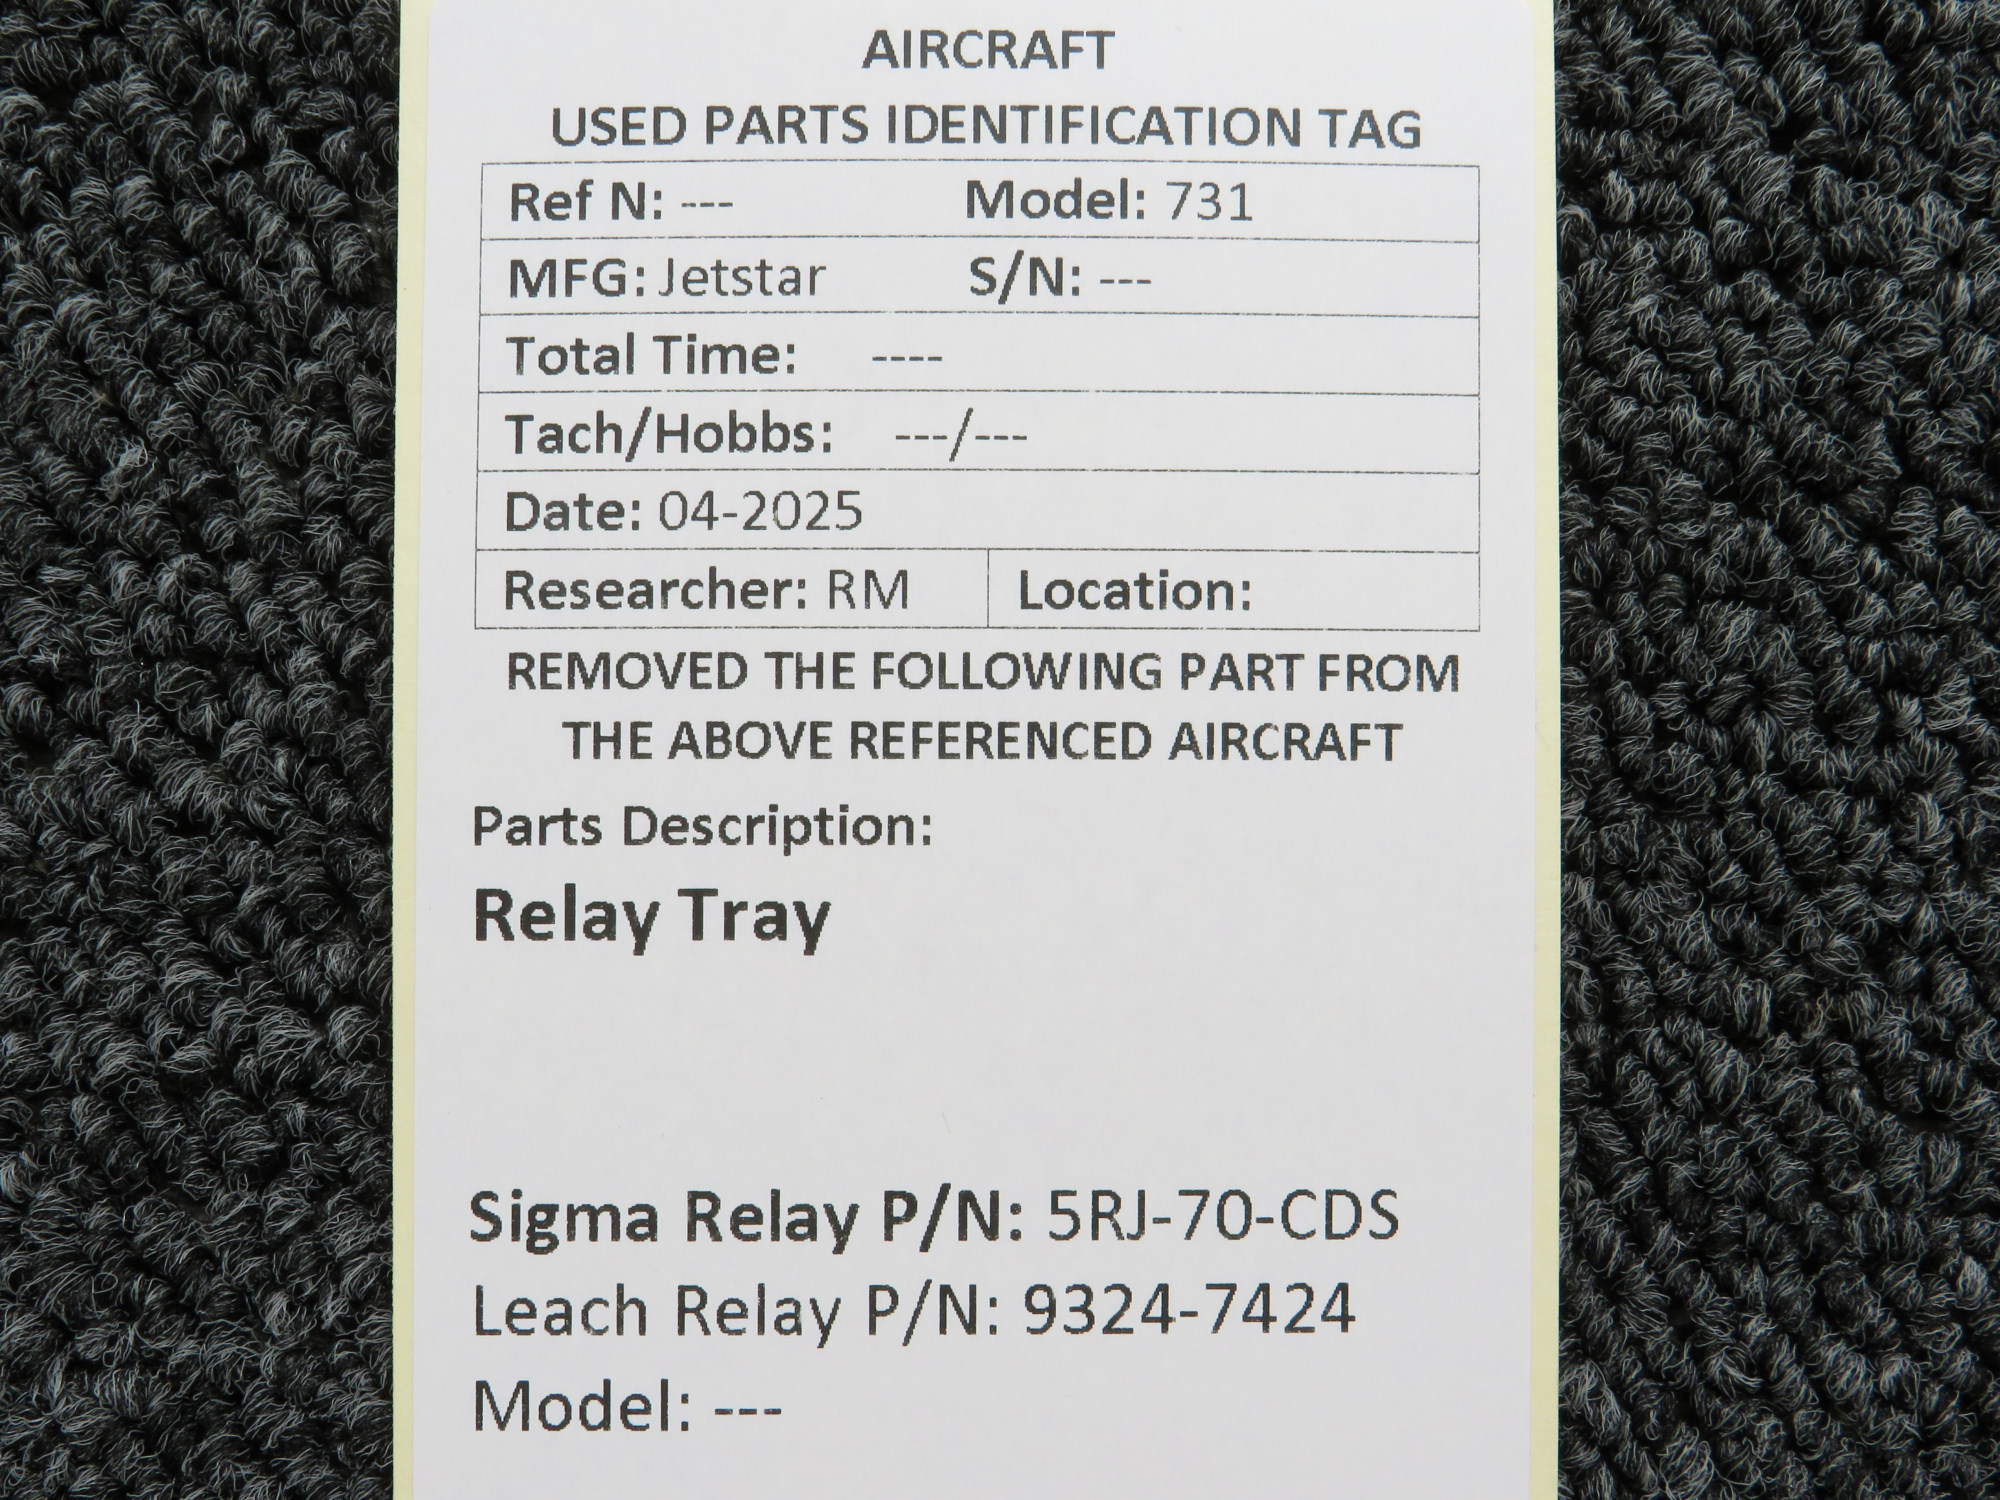 AIRCRAFT
USED PARTS IDENTIFICATION TAG
Ref N: --- Model: 731
MFG: Jetstar S/N: ---
Total Time: ----
Tach/Hobbs: ---/---
Date: 04-2025
Researcher: RM Location:
REMOVED THE FOLLOWING PART FROM
THE ABOVE REFERENCED AIRCRAFT
Parts Description:
Relay Tray
Sigma Relay P/N: 5RJ-70-CDS
Leach Relay P/N: 9324-7424
Model: ---